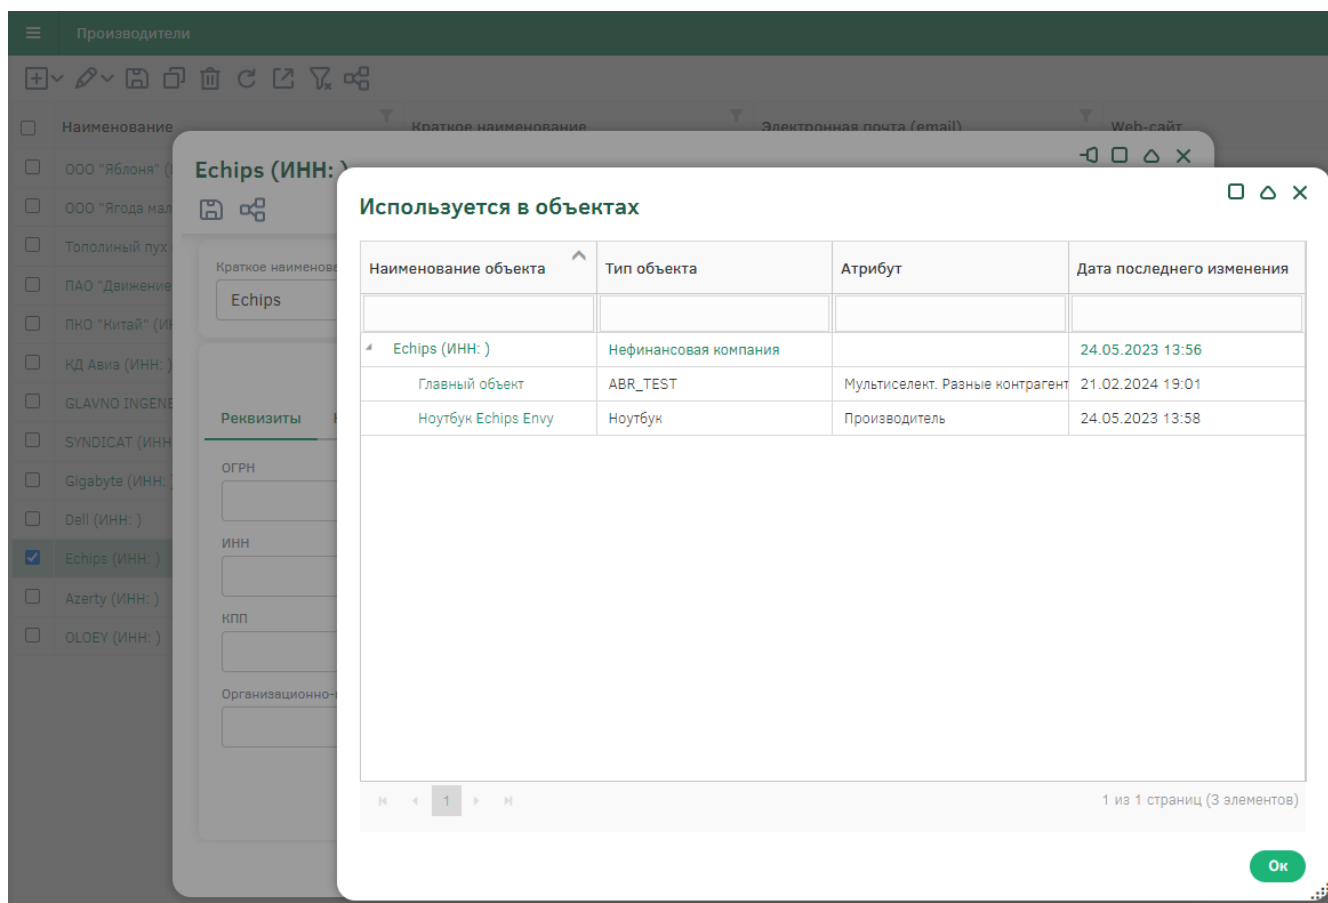 Производители
Наименование Краткое наименование Электронная почта (email) Web-сайт
ООО "Яблоня" (
ООО "Ягода мал
Тополиный пух
ПАО "Движение
ПКО "Китай" (ИН
КД Авиа (ИНН: )
GLAVNO INGENE
SYNDICAT (ИНН
Gigabyte (ИНН: )
Dell (ИНН: )
Echips (ИНН: )
Azerty (ИНН: )
OLOEY (ИНН: )
Echips (ИНН: )
Краткое наименова
Echips
Реквизиты
ОГРН
ИНН
КПП
Организационно-
Используется в объектах
Наименование объекта Тип объекта Атрибут Дата последнего изменения
Echips (ИНН: ) Нефинансовая компания 24.05.2023 13:56
Главный объект ABR_TEST Мультиселект. Разные контрагент 21.02.2024 19:01
Ноутбук Echips Envy Ноутбук Производитель 24.05.2023 13:58
1
1 из 1 страниц (3 элементов)
Ок